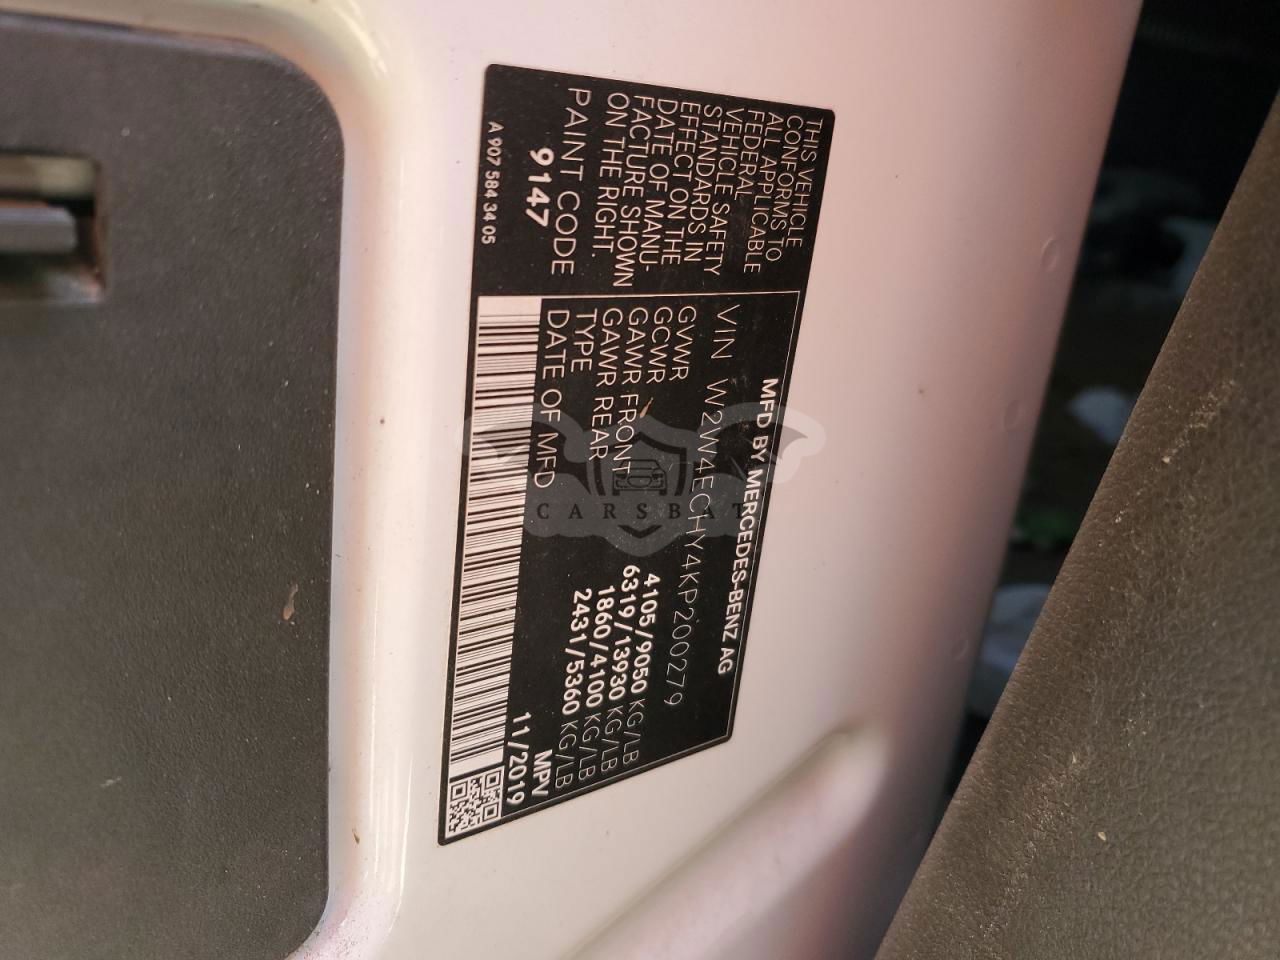 THIS VEHICLE
CONFORMS TO
ALL APPLICABLE
FEDERAL
VEHICLE SAFETY
STANDARDS IN
EFFECT ON THE
DATE OF MANU-
FACTURE SHOWN
ON THE RIGHT.
PAINT CODE
9147
A 907 584 34 05
MFD BY MERCEDES-BENZ AG
VIN W2W4ECHY4KP200279
GVWR 4105/9050 KG/LB
GCWR 6319/13930 KG/LB
GAWR FRONT 1860/4100 KG/LB
GAWR REAR 2431/5360 KG/LB
TYPE MPV
DATE OF MFD 11/2019
CARSBAT